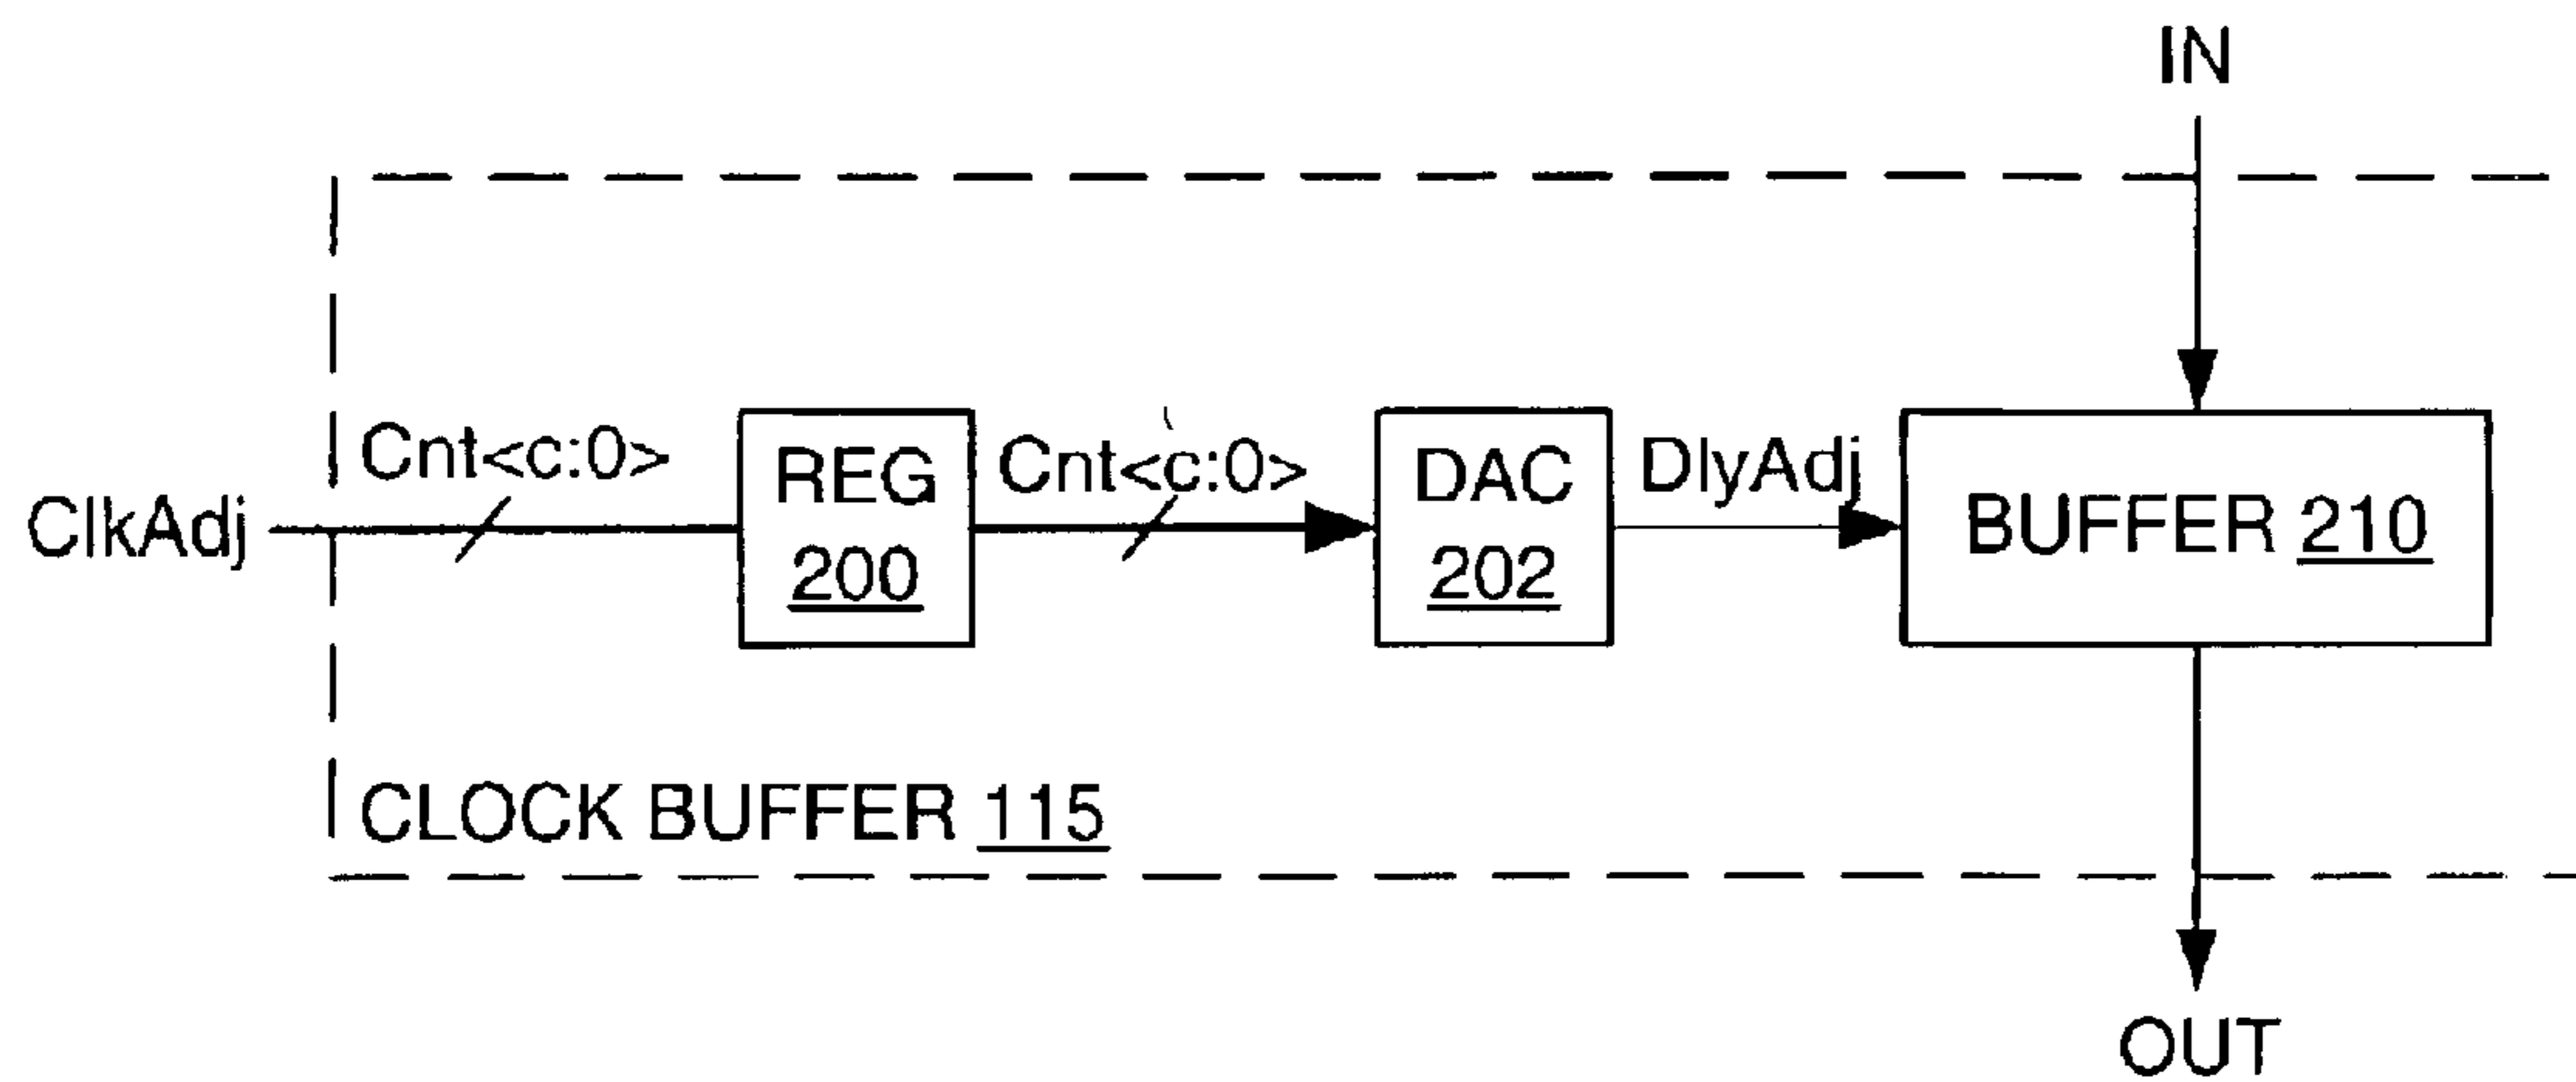 IN
ClkAdj
Cnt<c:0>
REG
200
Cnt<c:0>
DAC
202
DlyAdj
BUFFER 210
CLOCK BUFFER 115
OUT